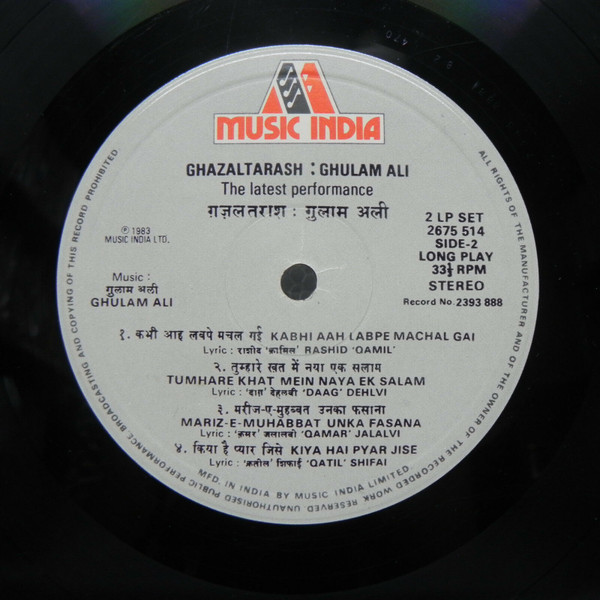 MUSIC INDIA
GHAZALTARASH : GHULAM ALI
The latest performance
ग़ज़लतराश : गुलाम अली
℗ 1983
MUSIC INDIA LTD.
2 LP SET
2675 514
SIDE-2
LONG PLAY
33⅓ RPM
STEREO
Record No. 2393 888
Music :
गुलाम अली
GHULAM ALI
१. कभी आह लबपे मचल गई KABHI AAH LABPE MACHAL GAI
Lyric : राशीद 'क़ामिल' RASHID 'QAMIL'
२. तुम्हारे खत में नया एक सलाम
TUMHARE KHAT MEIN NAYA EK SALAM
Lyric : 'दाग़' देहलवी 'DAAG' DEHLVI
३. मरीज-ए-मुहब्बत उनका फसाना
MARIZ-E-MUHABBAT UNKA FASANA
Lyric : 'क़मर' जलालवी 'QAMAR' JALALVI
४. किया है प्यार जिसे KIYA HAI PYAR JISE
Lyric : 'क़तील' शिफाई 'QATIL' SHIFAI
MFD. IN INDIA BY MUSIC INDIA LIMITED
ALL RIGHTS OF THE MANUFACTURER AND OF THE OWNER OF THE RECORDED WORK RESERVED. UNAUTHORISED PUBLIC PERFORMANCE BROADCASTING AND COPYING OF THIS RECORD PROHIBITED